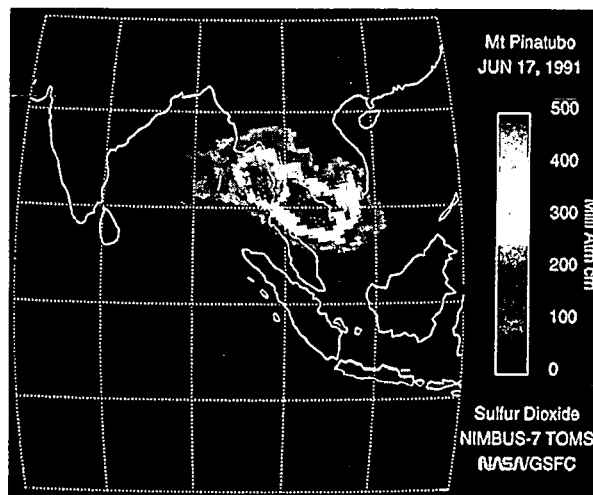 Mt Pinatubo
JUN 17, 1991
500
400
300
200
100
0
Milli Atm cm
Sulfur Dioxide
NIMBUS-7 TOMS
NASA/GSFC